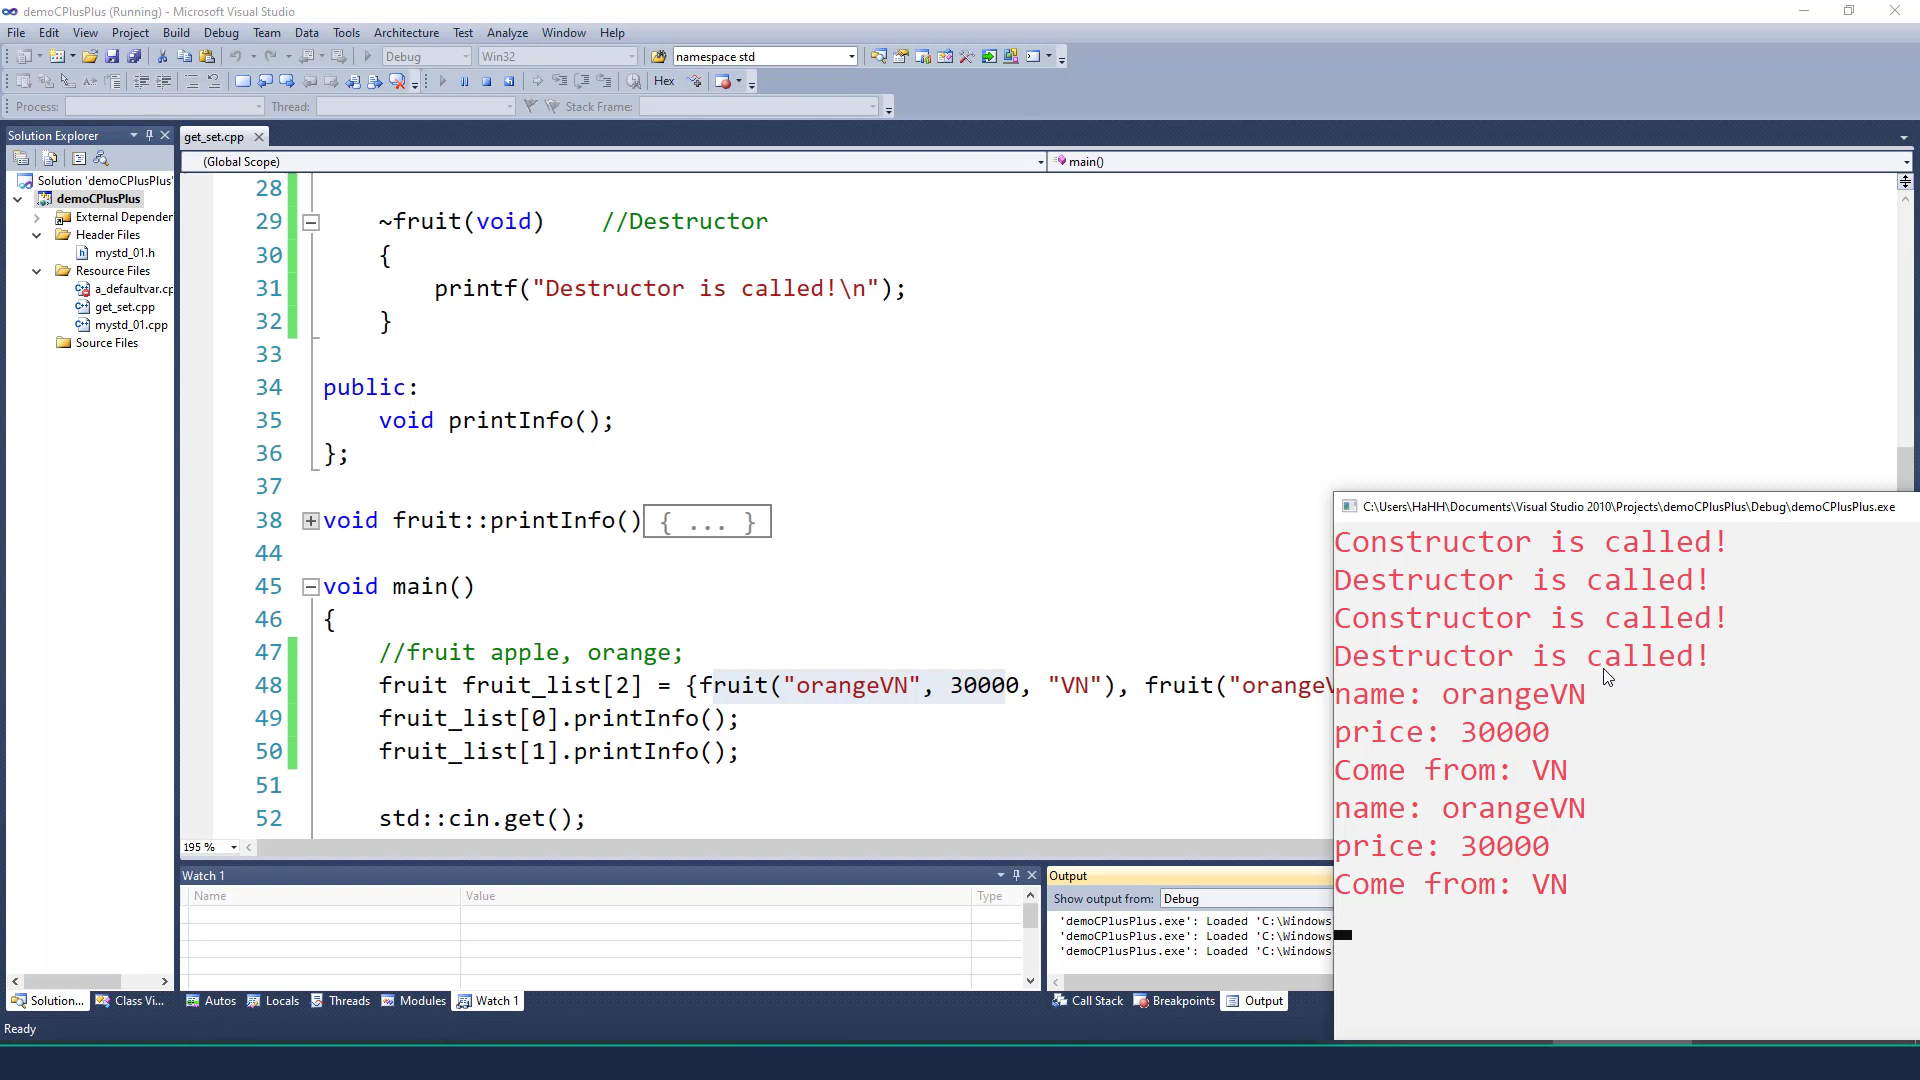 demoCPlusPlus (Running) - Microsoft Visual Studio
File Edit View Project Build Debug Team Data Tools Architecture Test Analyze Window Help
Debug Win32 namespace std
Hex
Process: Thread: Stack Frame:
Solution Explorer
get_set.cpp
(Global Scope) main()
Solution 'demoCPlusPlus'
demoCPlusPlus
External Depender
Header Files
mystd_01.h
Resource Files
a_defaultvar.cp
get_set.cpp
mystd_01.cpp
Source Files
28
29 ~fruit(void) //Destructor
30 {
31 printf("Destructor is called!\n");
32 }
33
34 public:
35 void printInfo();
36 };
37
38 void fruit::printInfo() { ... }
44
45 void main()
46 {
47 //fruit apple, orange;
48 fruit fruit_list[2] = {fruit("orangeVN", 30000, "VN"), fruit("orangeV
49 fruit_list[0].printInfo();
50 fruit_list[1].printInfo();
51
52 std::cin.get();
C:\Users\HaHH\Documents\Visual Studio 2010\Projects\demoCPlusPlus\Debug\demoCPlusPlus.exe
Constructor is called!
Destructor is called!
Constructor is called!
Destructor is called!
name: orangeVN
price: 30000
Come from: VN
name: orangeVN
price: 30000
Come from: VN
195 %
Watch 1
Name Value Type
Output
Show output from: Debug
'demoCPlusPlus.exe': Loaded 'C:\Windows
'demoCPlusPlus.exe': Loaded 'C:\Windows
'demoCPlusPlus.exe': Loaded 'C:\Windows
Solution... Class Vi...
Autos Locals Threads Modules Watch 1
Call Stack Breakpoints Output
Ready